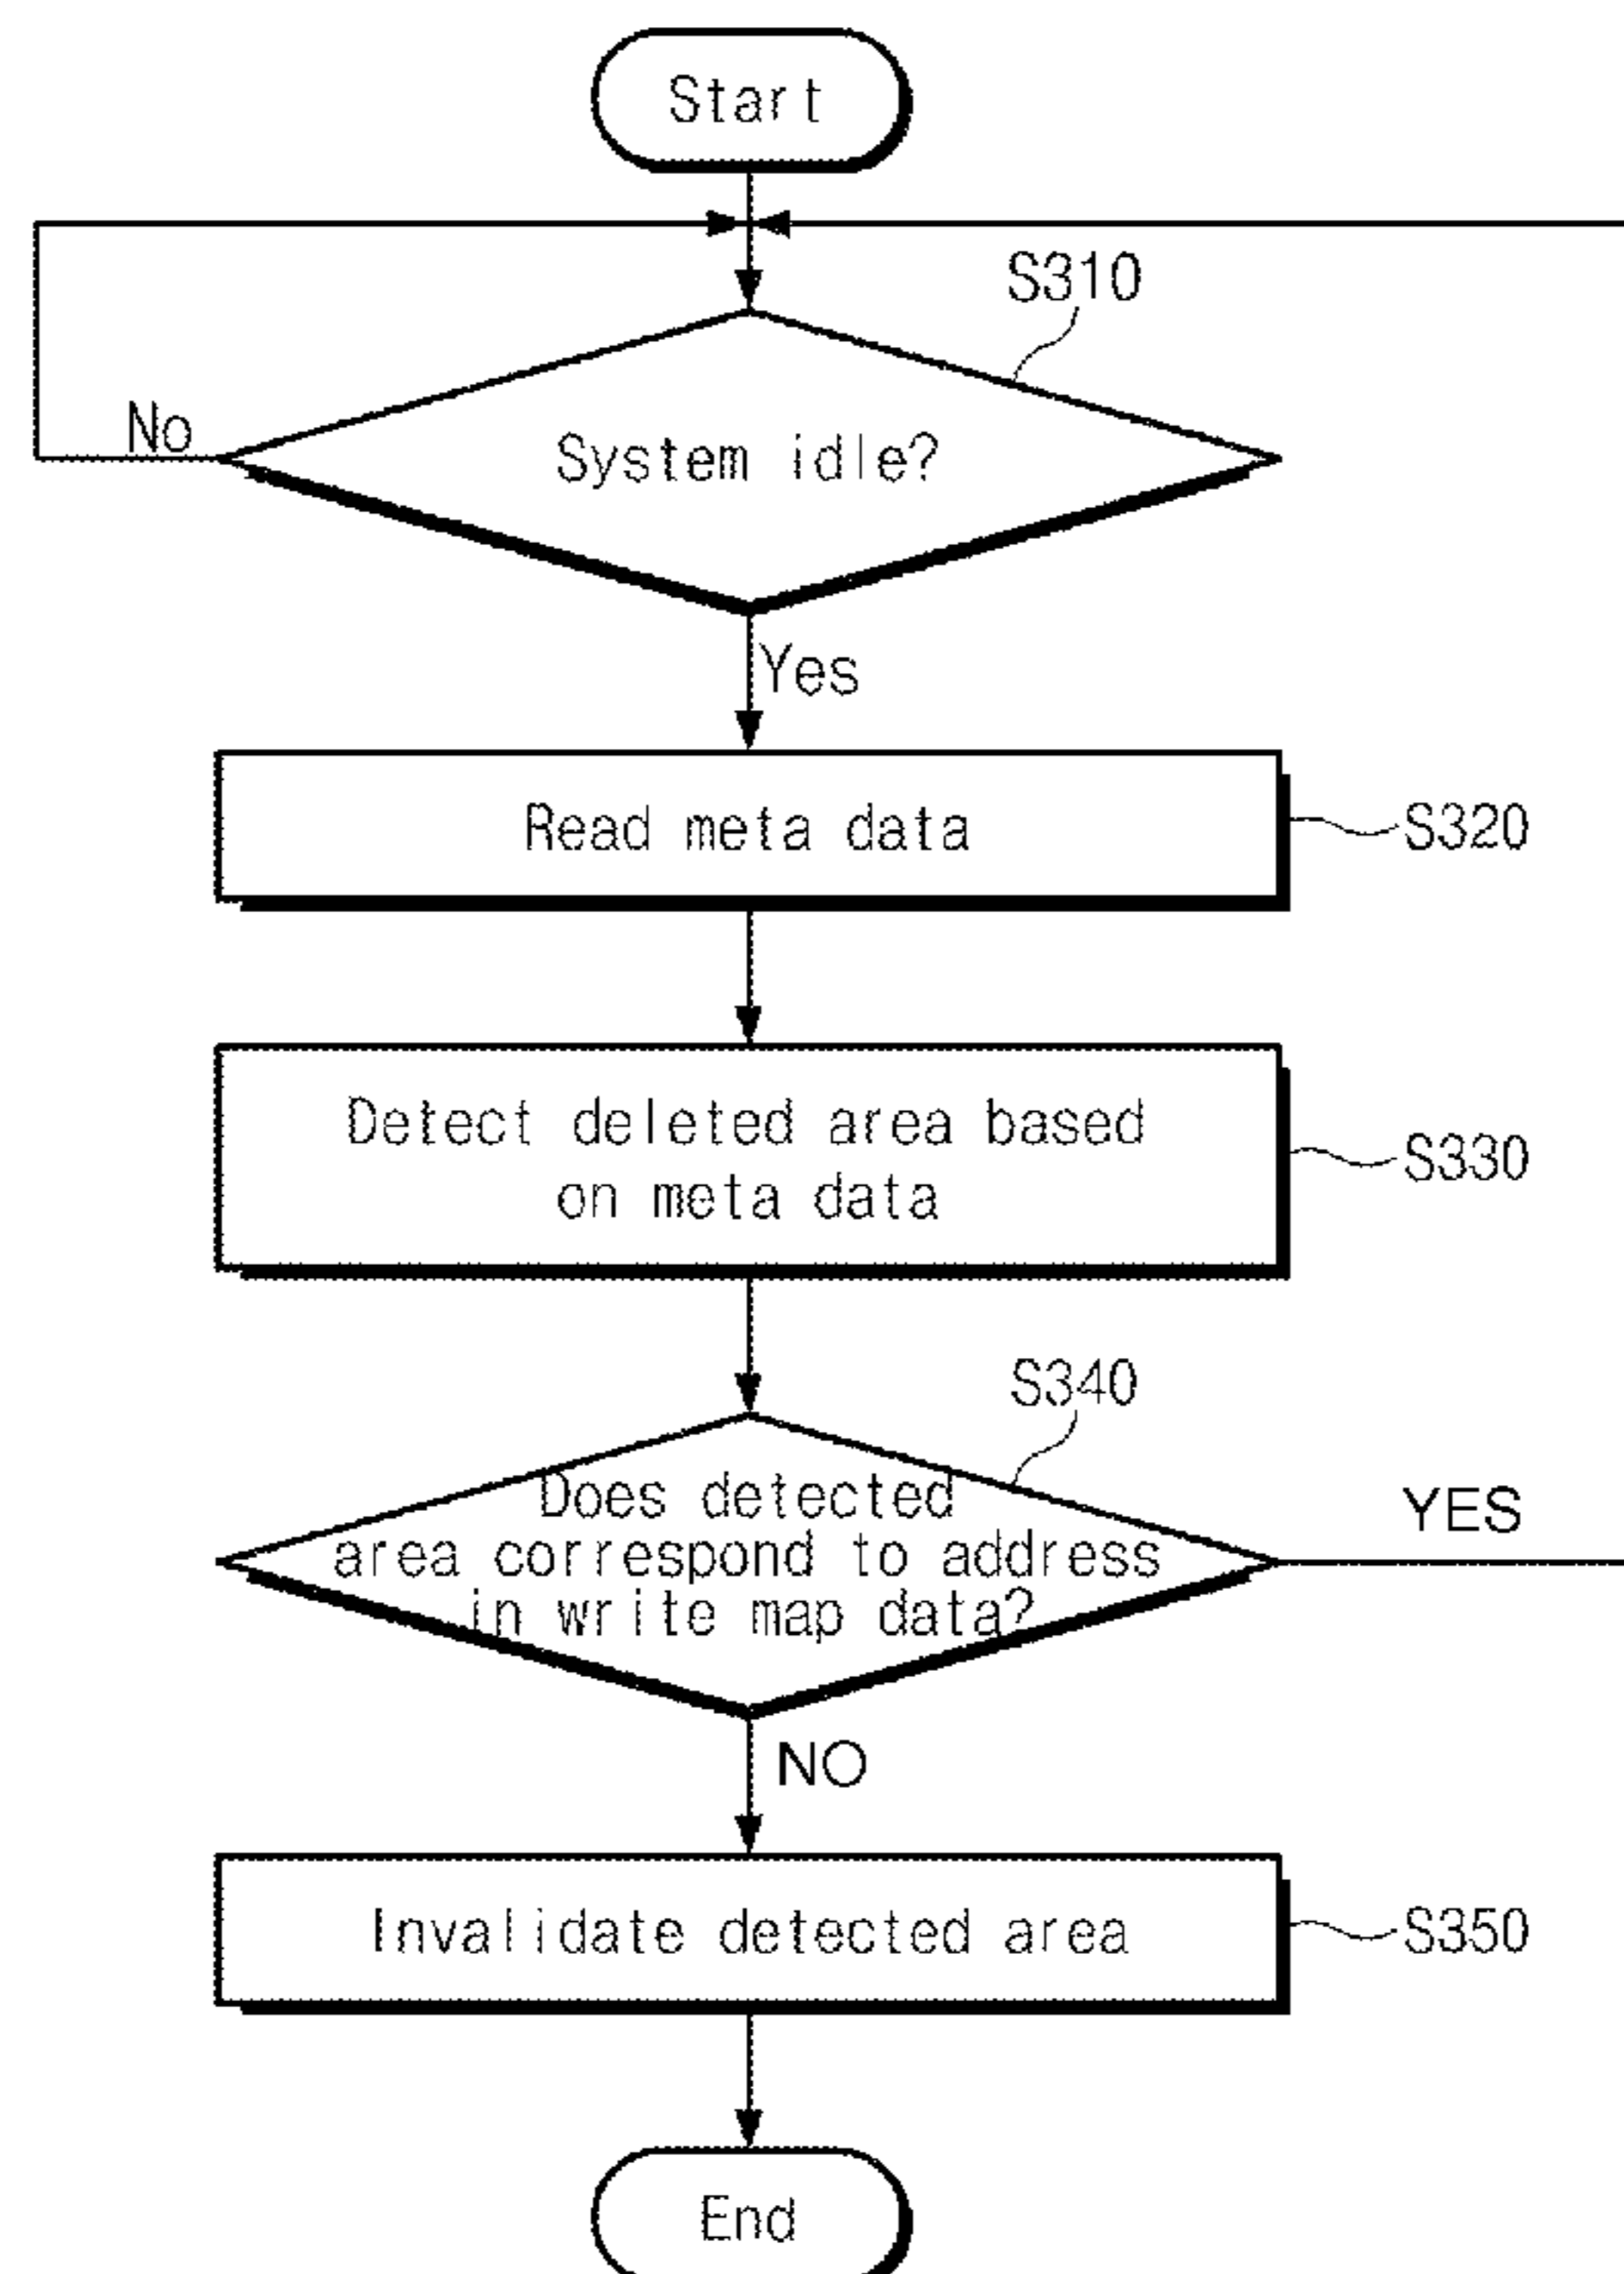 Start
S310
No
System idle?
Yes
Read meta data
S320
Detect deleted area based
on meta data
S330
S340
Does detected
area correspond to address
in write map data?
YES
NO
Invalidate detected area
S350
End